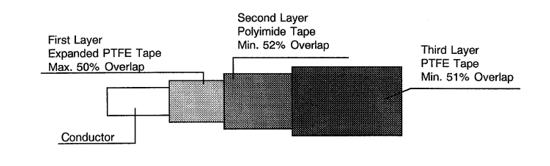 First Layer
Expanded PTFE Tape
Max. 50% Overlap
Second Layer
Polyimide Tape
Min. 52% Overlap
Third Layer
PTFE Tape
Min. 51% Overlap
Conductor